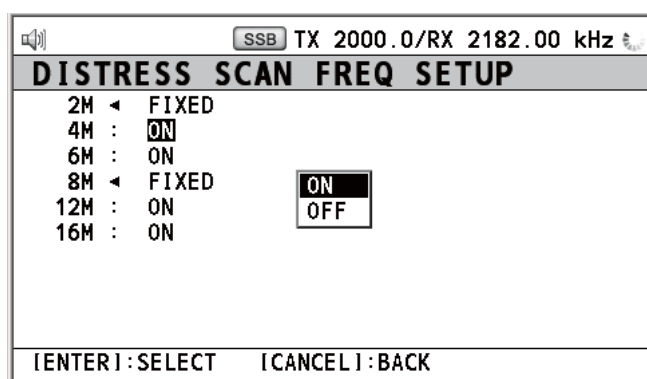 SSB TX 2000.0/RX 2182.00 kHz
DISTRESS SCAN FREQ SETUP
2M ◄ FIXED
4M : ON
6M : ON
8M ◄ FIXED
ON
12M : ON
OFF
16M : ON
[ENTER]:SELECT [CANCEL]:BACK